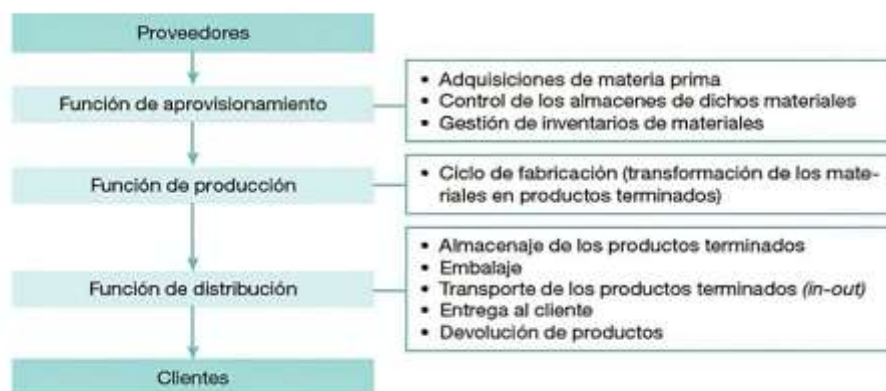 Proveedores
Función de aprovisionamiento
• Adquisiciones de materia prima
• Control de los almacenes de dichos materiales
• Gestión de inventarios de materiales
Función de producción
• Ciclo de fabricación (transformación de los mate-
riales en productos terminados)
Función de distribución
• Almacenaje de los productos terminados
• Embalaje
• Transporte de los productos terminados (in-out)
• Entrega al cliente
• Devolución de productos
Clientes